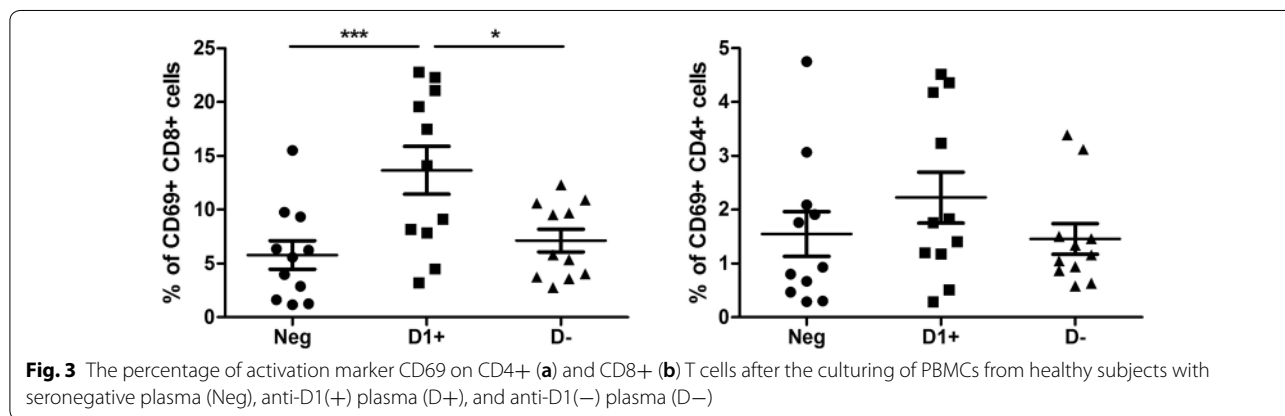 *** *
% of CD69+ CD8+ cells
25
20
15
10
5
0
Neg D1+ D-
% of CD69+ CD4+ cells
5
4
3
2
1
0
Neg D1+ D-
Fig. 3 The percentage of activation marker CD69 on CD4+ (a) and CD8+ (b) T cells after the culturing of PBMCs from healthy subjects with
seronegative plasma (Neg), anti-D1(+) plasma (D+), and anti-D1(−) plasma (D−)